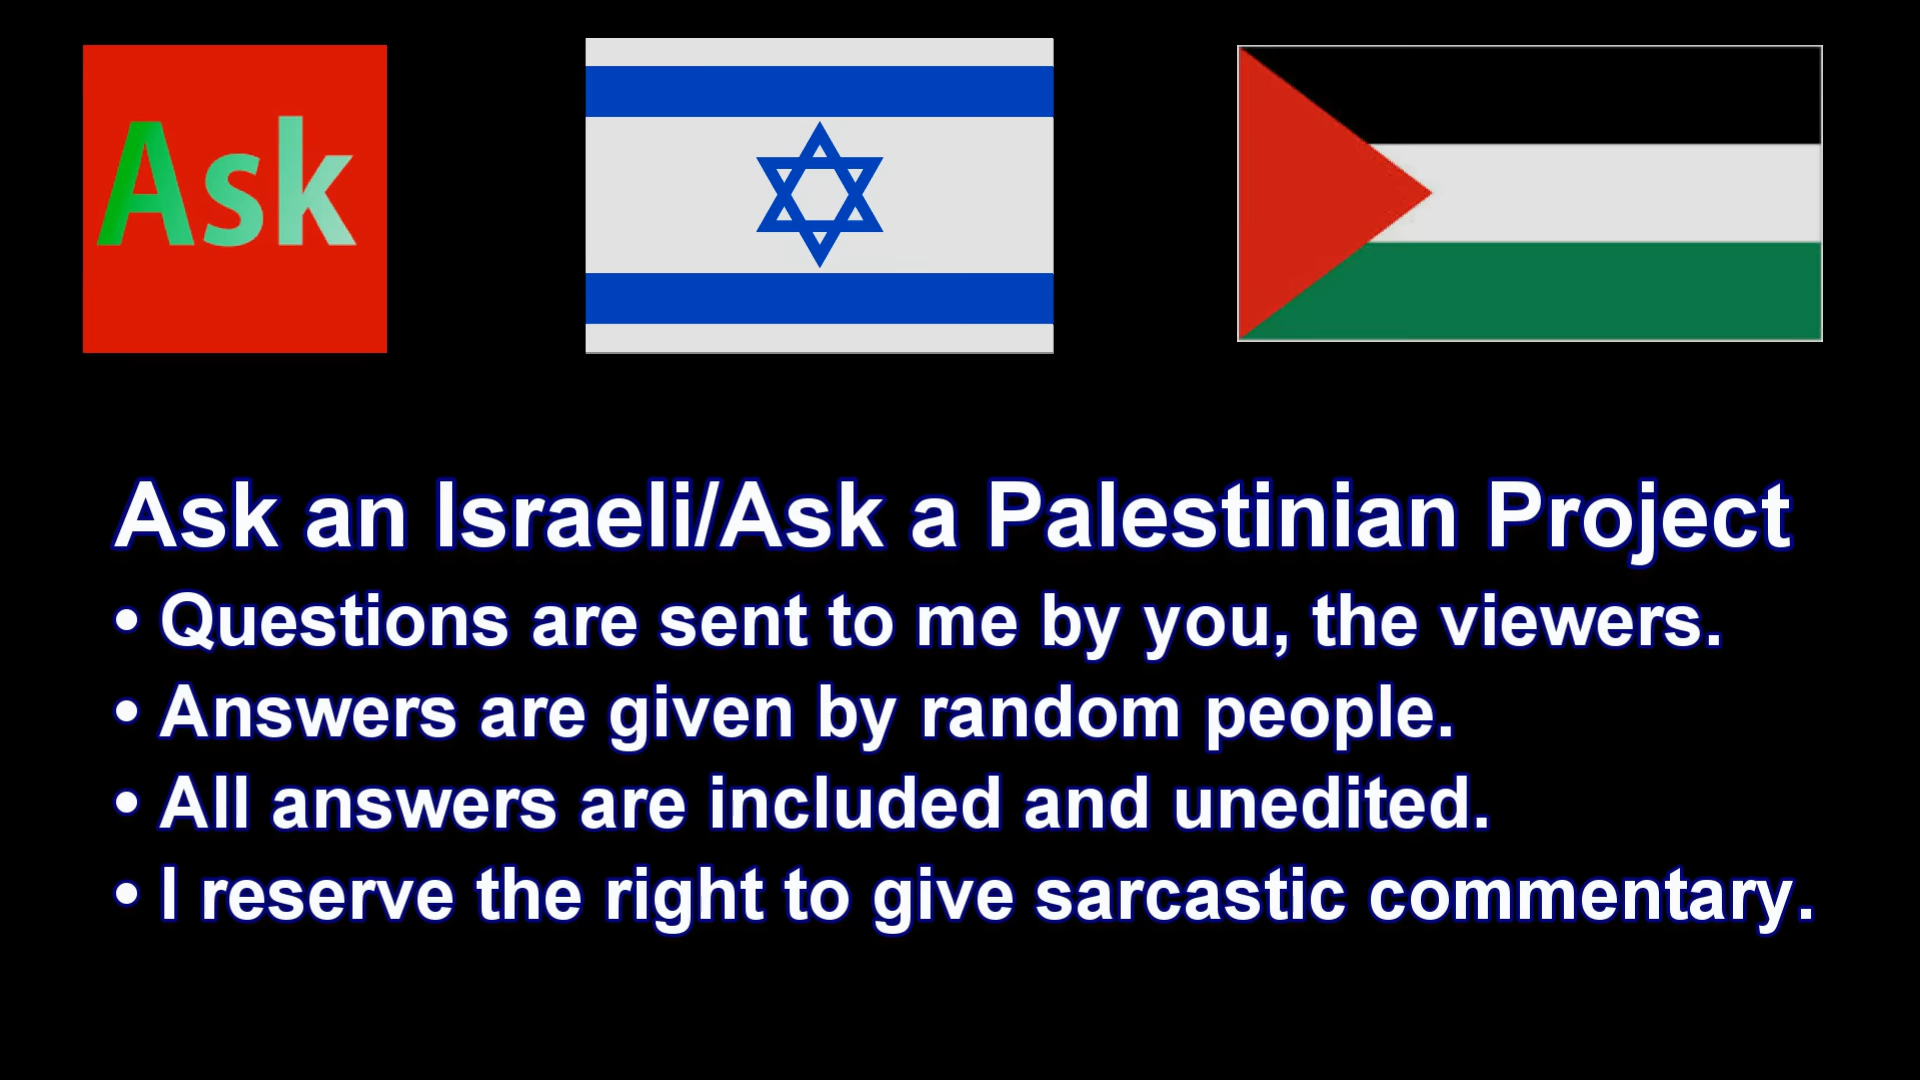 Ask
Ask an Israeli/Ask a Palestinian Project
• Questions are sent to me by you, the viewers.
• Answers are given by random people.
• All answers are included and unedited.
• I reserve the right to give sarcastic commentary.